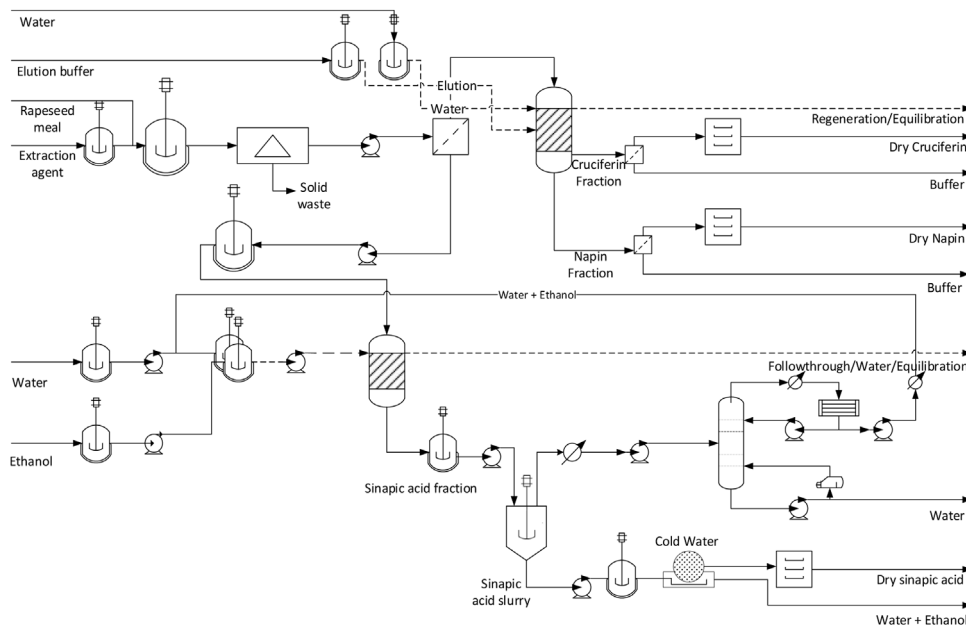 Water
Elution buffer
Elution
Water
Rapeseed
meal
Extraction
agent
Regeneration/Equilibration
Dry Cruciferin
Cruciferin
Fraction
Buffer
Solid
waste
Dry Napin
Napin
Fraction
Buffer
Water + Ethanol
Followthrough/Water/Equilibration
Water
Ethanol
Sinapic acid fraction
Water
Cold Water
Sinapic
acid slurry
Dry sinapic acid
Water + Ethanol